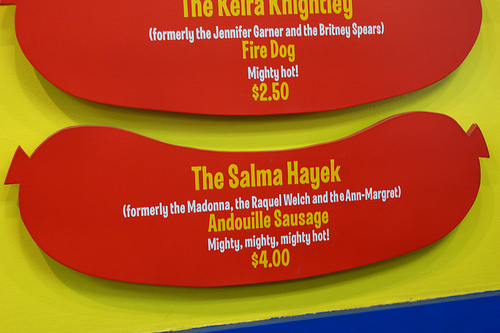 The Keira Knightley
(formerly the Jennifer Garner and the Britney Spears)
Fire Dog
Mighty hot!
$2.50
The Salma Hayek
(formerly the Madonna, the Raquel Welch and the Ann-Margret)
Andouille Sausage
Mighty, mighty, mighty hot!
$4.00